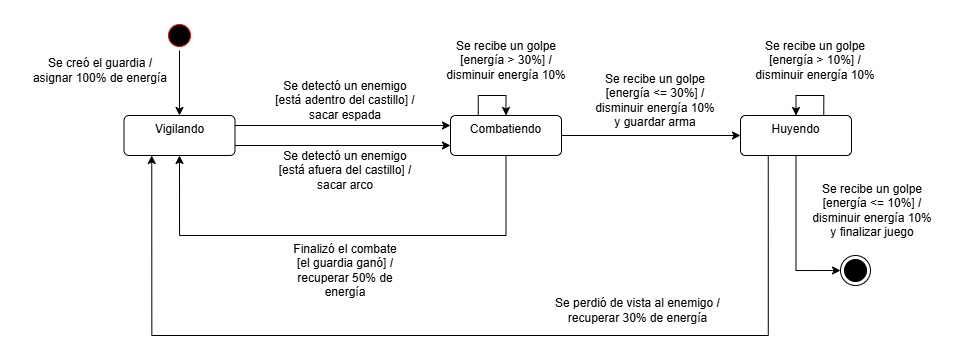 Se creó el guardia /
asignar 100% de energía
Se detectó un enemigo
[está adentro del castillo] /
sacar espada
Se recibe un golpe
[energía > 30%] /
disminuir energía 10%
Se recibe un golpe
[energía <= 30%] /
disminuir energía 10%
y guardar arma
Se recibe un golpe
[energía > 10%] /
disminuir energía 10%
Vigilando
Combatiendo
Huyendo
Se detectó un enemigo
[está afuera del castillo] /
sacar arco
Se recibe un golpe
[energía <= 10%] /
disminuir energía 10%
y finalizar juego
Finalizó el combate
[el guardia ganó] /
recuperar 50% de
energía
Se perdió de vista al enemigo /
recuperar 30% de energía